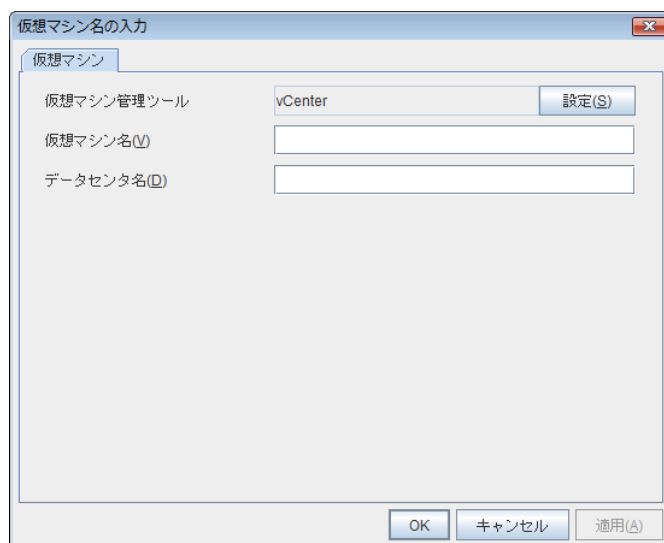 仮想マシン名の入力
仮想マシン
仮想マシン管理ツール vCenter 設定(S)
仮想マシン名(V)
データセンタ名(D)
OK キャンセル 適用(A)